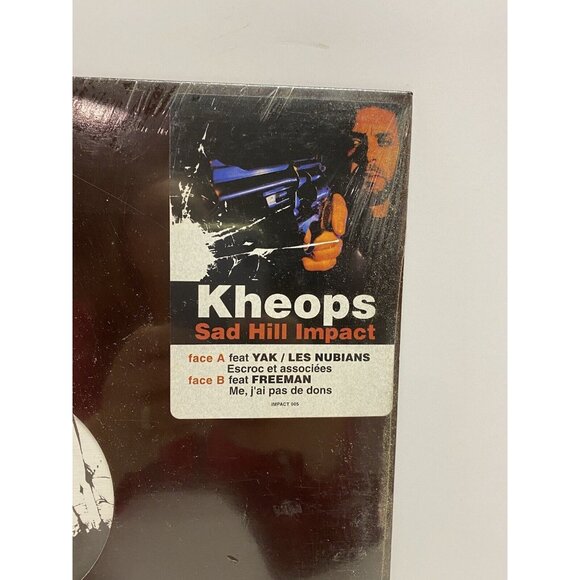 Kheops
Sad Hill Impact
face A feat YAK / LES NUBIANS
Escroc et associées
face B feat FREEMAN
Me, j'ai pas de dons
IMPACT 005